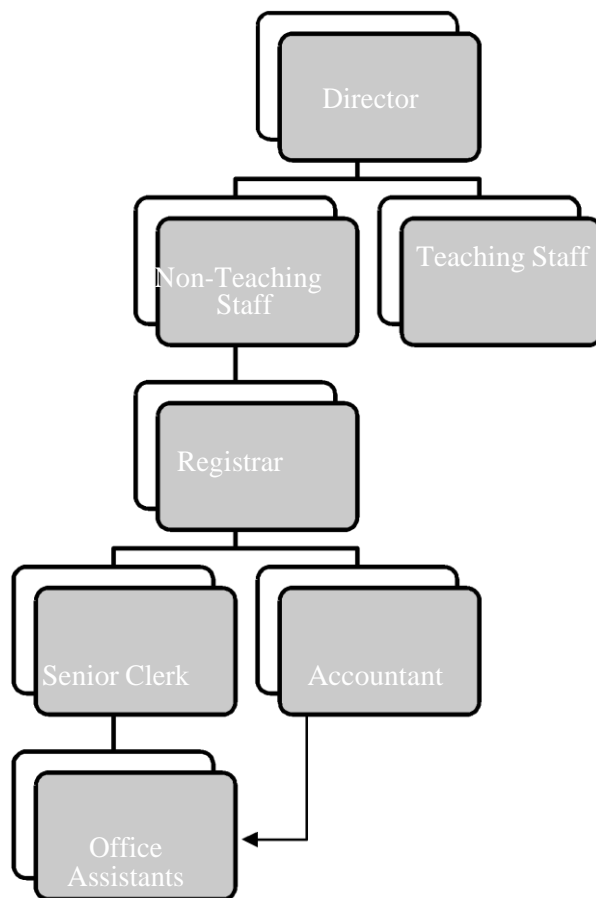 Director
Non-Teaching
Staff
Teaching Staff
Registrar
Senior Clerk
Accountant
Office
Assistants